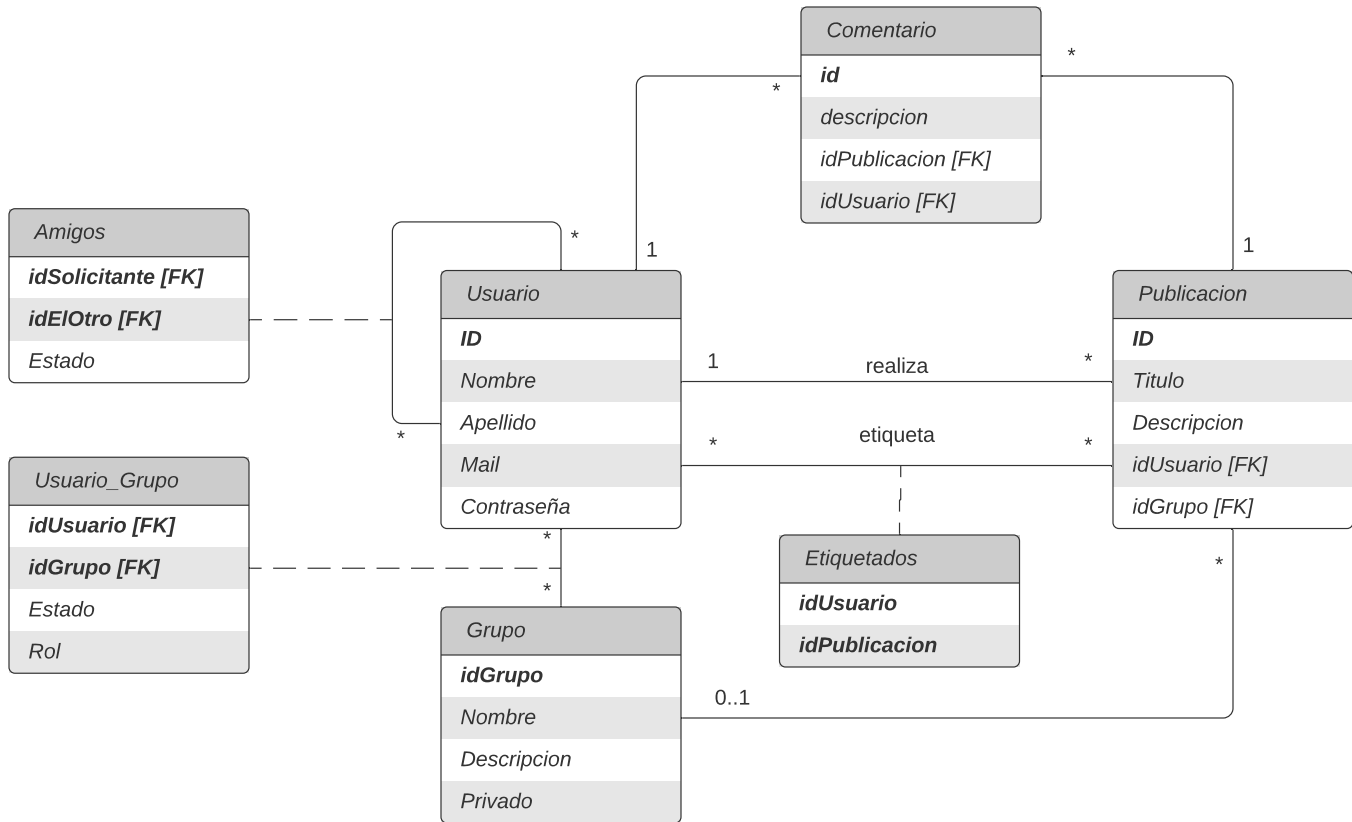 Comentario
id
descripcion
idPublicacion [FK]
idUsuario [FK]
*
*
1
1
Amigos
idSolicitante [FK]
idElOtro [FK]
Estado
*
*
Usuario
ID
Nombre
Apellido
Mail
Contraseña
1
realiza
*
*
etiqueta
*
Publicacion
ID
Titulo
Descripcion
idUsuario [FK]
idGrupo [FK]
Usuario_Grupo
idUsuario [FK]
idGrupo [FK]
Estado
Rol
*
*
Etiquetados
idUsuario
idPublicacion
*
Grupo
idGrupo
Nombre
Descripcion
Privado
0..1